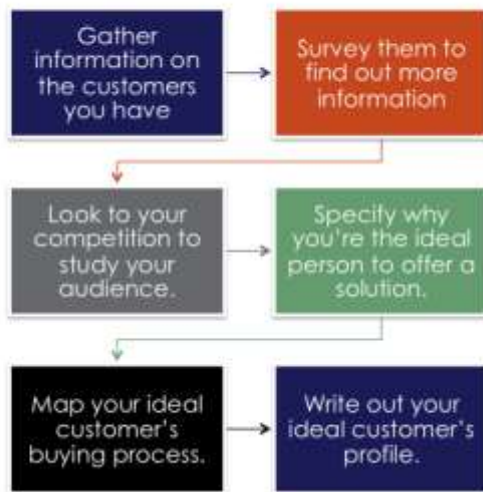 Gather
information on
the customers
you have
Survey them to
find out more
information
Look to your
competition to
study your
audience.
Specify why
you're the ideal
person to offer a
solution.
Map your ideal
customer's
buying process.
Write out your
ideal customer's
profile.